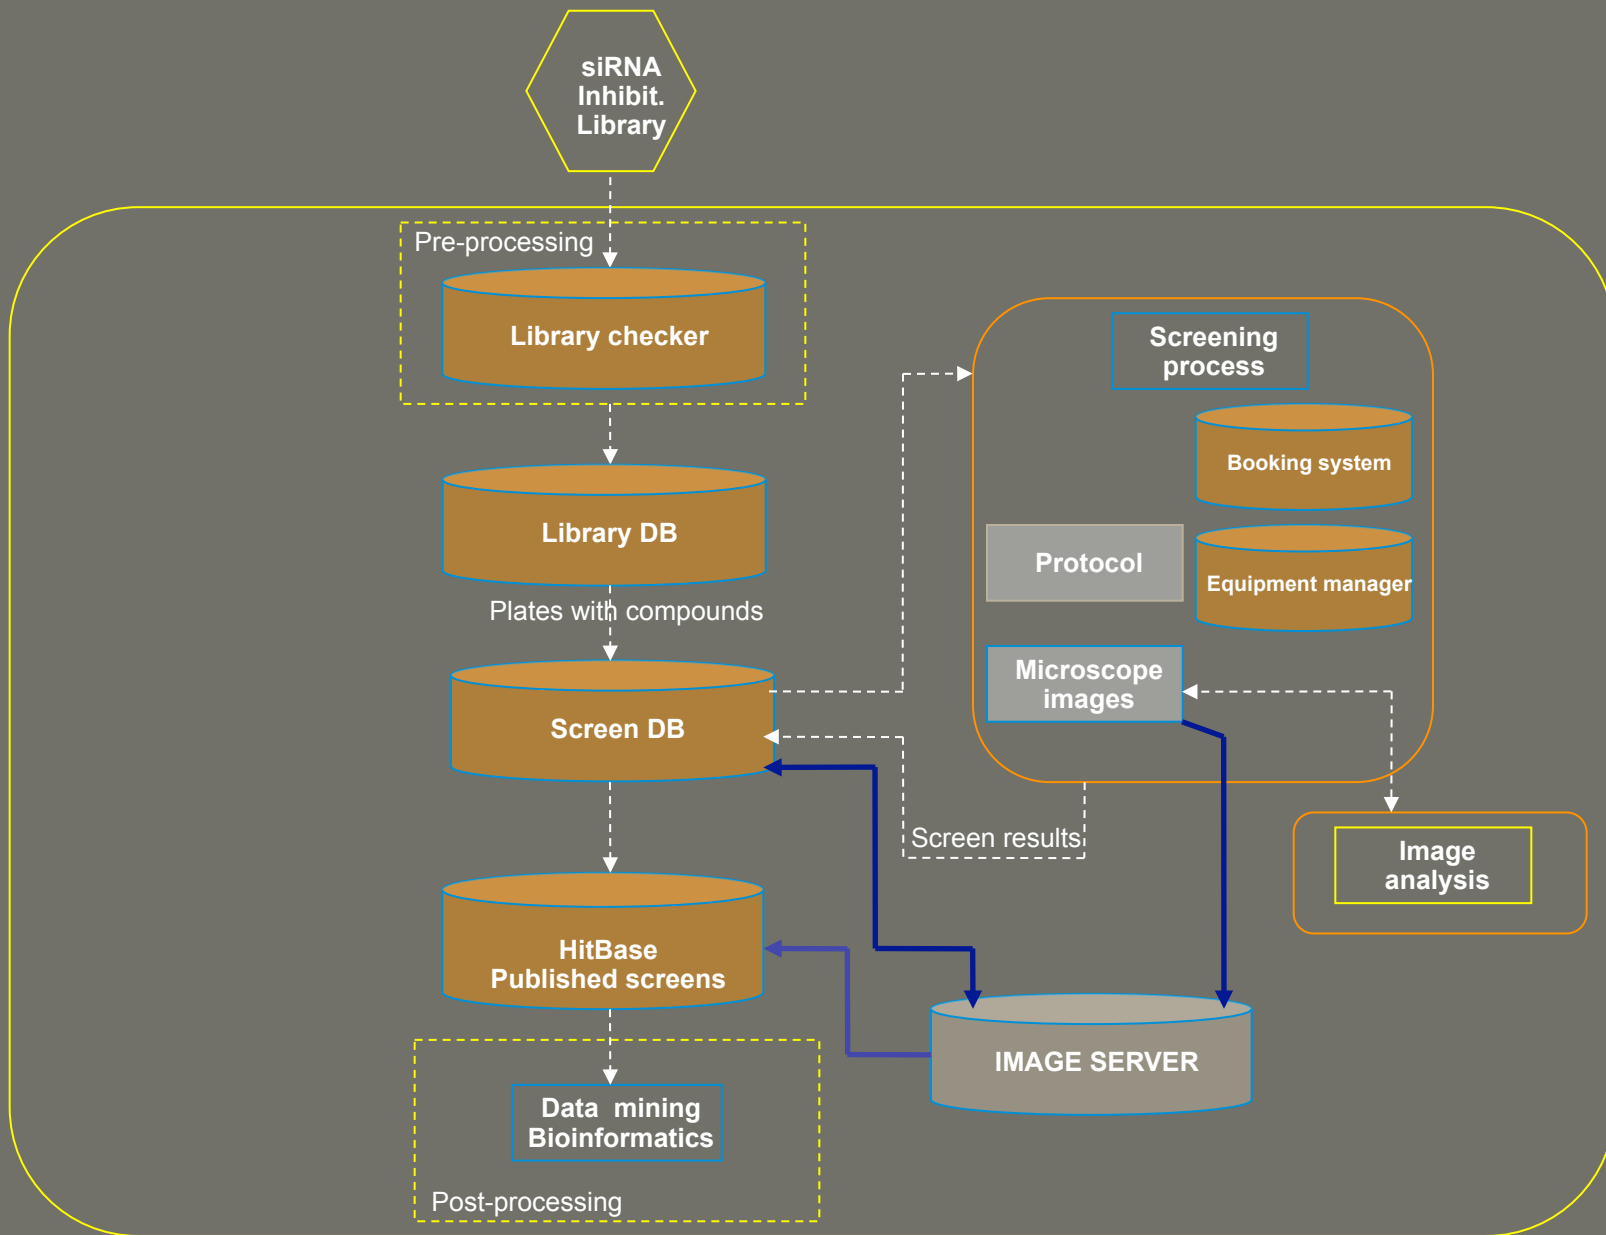 siRNA
Inhibit.
Library
Pre-processing
Library checker
Screening
process
Booking system
Library DB
Protocol
Equipment manager
Plates with compounds
Microscope
images
Screen DB
Screen results
Image
analysis
HitBase
Published screens
IMAGE SERVER
Data  mining
Bioinformatics
Post-processing